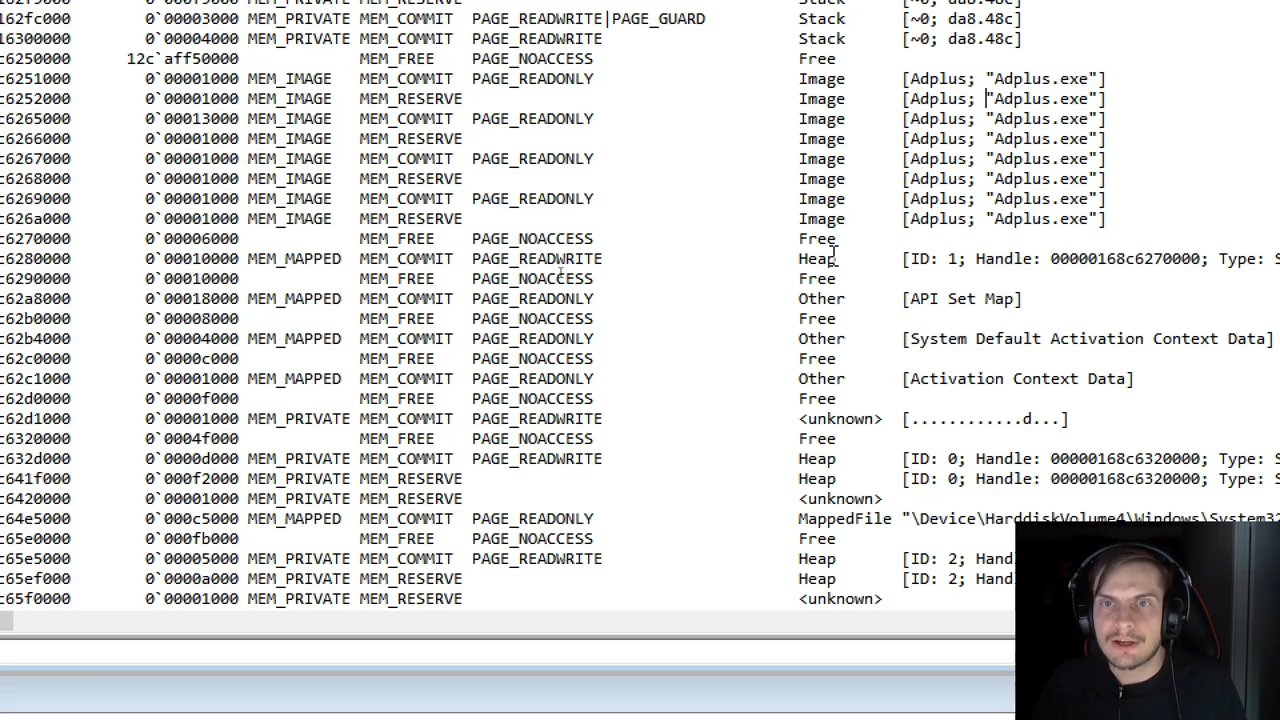 162fc000 0`00003000 MEM_PRIVATE MEM_COMMIT PAGE_READWRITE|PAGE_GUARD Stack [~0; da8.48c]
16300000 0`00004000 MEM_PRIVATE MEM_COMMIT PAGE_READWRITE Stack [~0; da8.48c]
c6250000 12c`aff50000 MEM_FREE PAGE_NOACCESS Free
c6251000 0`00001000 MEM_IMAGE MEM_COMMIT PAGE_READONLY Image [Adplus; "Adplus.exe"]
c6252000 0`00001000 MEM_IMAGE MEM_RESERVE Image [Adplus; "Adplus.exe"]
c6265000 0`00013000 MEM_IMAGE MEM_COMMIT PAGE_READONLY Image [Adplus; "Adplus.exe"]
c6266000 0`00001000 MEM_IMAGE MEM_RESERVE Image [Adplus; "Adplus.exe"]
c6267000 0`00001000 MEM_IMAGE MEM_COMMIT PAGE_READONLY Image [Adplus; "Adplus.exe"]
c6268000 0`00001000 MEM_IMAGE MEM_RESERVE Image [Adplus; "Adplus.exe"]
c6269000 0`00001000 MEM_IMAGE MEM_COMMIT PAGE_READONLY Image [Adplus; "Adplus.exe"]
c626a000 0`00001000 MEM_IMAGE MEM_RESERVE Image [Adplus; "Adplus.exe"]
c6270000 0`00006000 MEM_FREE PAGE_NOACCESS Free
c6280000 0`00010000 MEM_MAPPED MEM_COMMIT PAGE_READWRITE Heap [ID: 1; Handle: 00000168c6270000; Type: S
c6290000 0`00010000 MEM_FREE PAGE_NOACCESS Free
c62a8000 0`00018000 MEM_MAPPED MEM_COMMIT PAGE_READONLY Other [API Set Map]
c62b0000 0`00008000 MEM_FREE PAGE_NOACCESS Free
c62b4000 0`00004000 MEM_MAPPED MEM_COMMIT PAGE_READONLY Other [System Default Activation Context Data]
c62c0000 0`0000c000 MEM_FREE PAGE_NOACCESS Free
c62c1000 0`00001000 MEM_MAPPED MEM_COMMIT PAGE_READONLY Other [Activation Context Data]
c62d0000 0`0000f000 MEM_FREE PAGE_NOACCESS Free
c62d1000 0`00001000 MEM_PRIVATE MEM_COMMIT PAGE_READWRITE <unknown> [............d...]
c6320000 0`0004f000 MEM_FREE PAGE_NOACCESS Free
c632d000 0`0000d000 MEM_PRIVATE MEM_COMMIT PAGE_READWRITE Heap [ID: 0; Handle: 00000168c6320000; Type: S
c641f000 0`000f2000 MEM_PRIVATE MEM_RESERVE Heap [ID: 0; Handle: 00000168c6320000; Type: S
c6420000 0`00001000 MEM_PRIVATE MEM_RESERVE <unknown>
c64e5000 0`000c5000 MEM_MAPPED MEM_COMMIT PAGE_READONLY MappedFile "\Device\HarddiskVolume4\Windows\System32
c65e0000 0`000fb000 MEM_FREE PAGE_NOACCESS Free
c65e5000 0`00005000 MEM_PRIVATE MEM_COMMIT PAGE_READWRITE Heap [ID: 2; Handl
c65ef000 0`0000a000 MEM_PRIVATE MEM_RESERVE Heap [ID: 2; Handl
c65f0000 0`00001000 MEM_PRIVATE MEM_RESERVE <unknown>